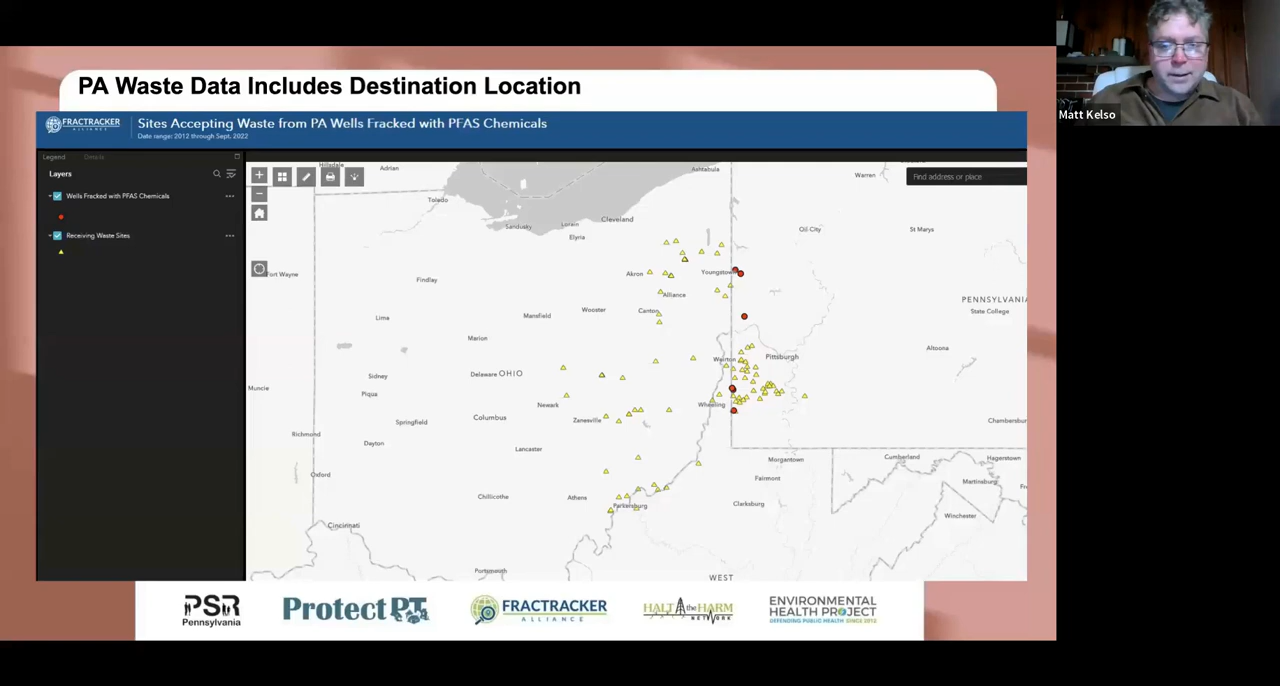 PA Waste Data Includes Destination Location
FRACTRACKER
ALLIANCE
Sites Accepting Waste from PA Wells Fracked with PFAS Chemicals
Date range: 2012 through Sept. 2022
Legend
Details
Layers
Wells Fracked with PFAS Chemicals
Receiving Waste Sites
Find address or place
Hillsdale
Adrian
Ashtabula
Warren
Toledo
Cleveland
Sandusky
Lorain
Elyria
Oil City
St Marys
Fort Wayne
Findlay
Akron
Youngstown
Alliance
PENNSYLVANIA
State College
Lima
Mansfield
Wooster
Canton
Marion
Altoona
Weirton
Pittsburgh
Sidney
Delaware
OHIO
Muncie
Piqua
Newark
Wheeling
Springfield
Columbus
Zanesville
Chambersburg
Richmond
Dayton
Lancaster
Morgantown
Cumberland
Hagerstown
Oxford
Fairmont
Martinsburg
Chillicothe
Athens
Parkersburg
Clarksburg
Winchester
Cincinnati
Portsmouth
WEST
PSR
Pennsylvania
Protect PT
FRACTRACKER
ALLIANCE
HALT the HARM
NETWORK
ENVIRONMENTAL
HEALTH PROJECT
DEFENDING PUBLIC HEALTH SINCE 2012
Matt Kelso